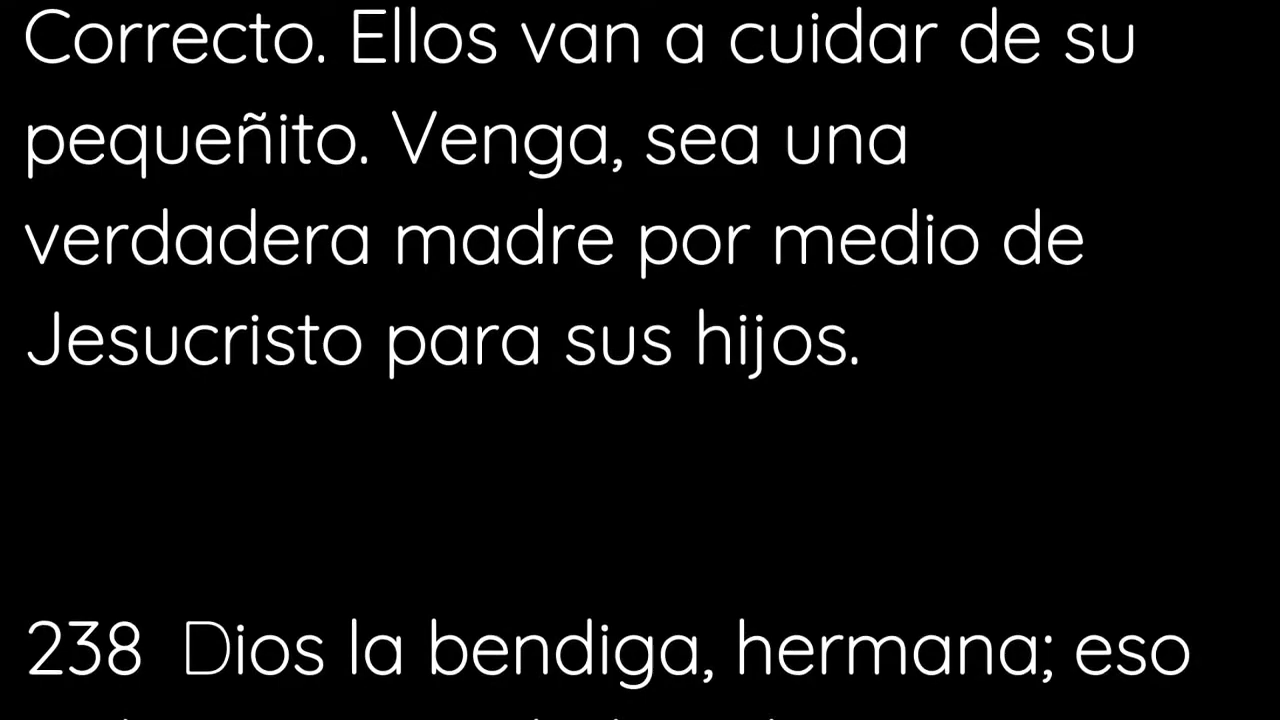 Correcto. Ellos van a cuidar de su
pequeñito. Venga, sea una
verdadera madre por medio de
Jesucristo para sus hijos.
238 Dios la bendiga, hermana; eso